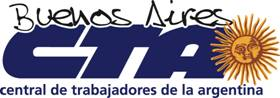 Buenos Aires
CTA
central de trabajadores de la argentina